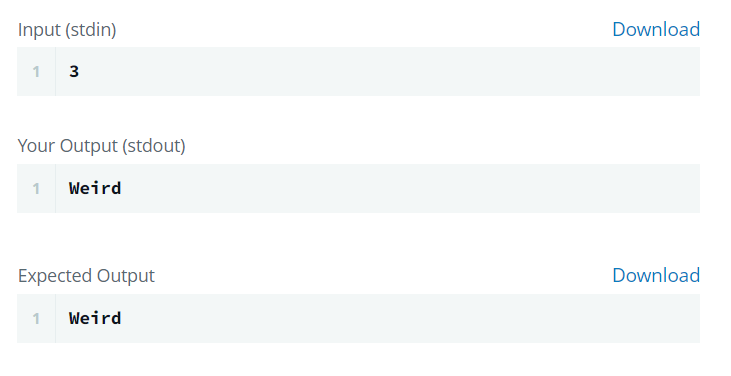 Input (stdin) Download
1 3
Your Output (stdout)
1 Weird
Expected Output Download
1 Weird